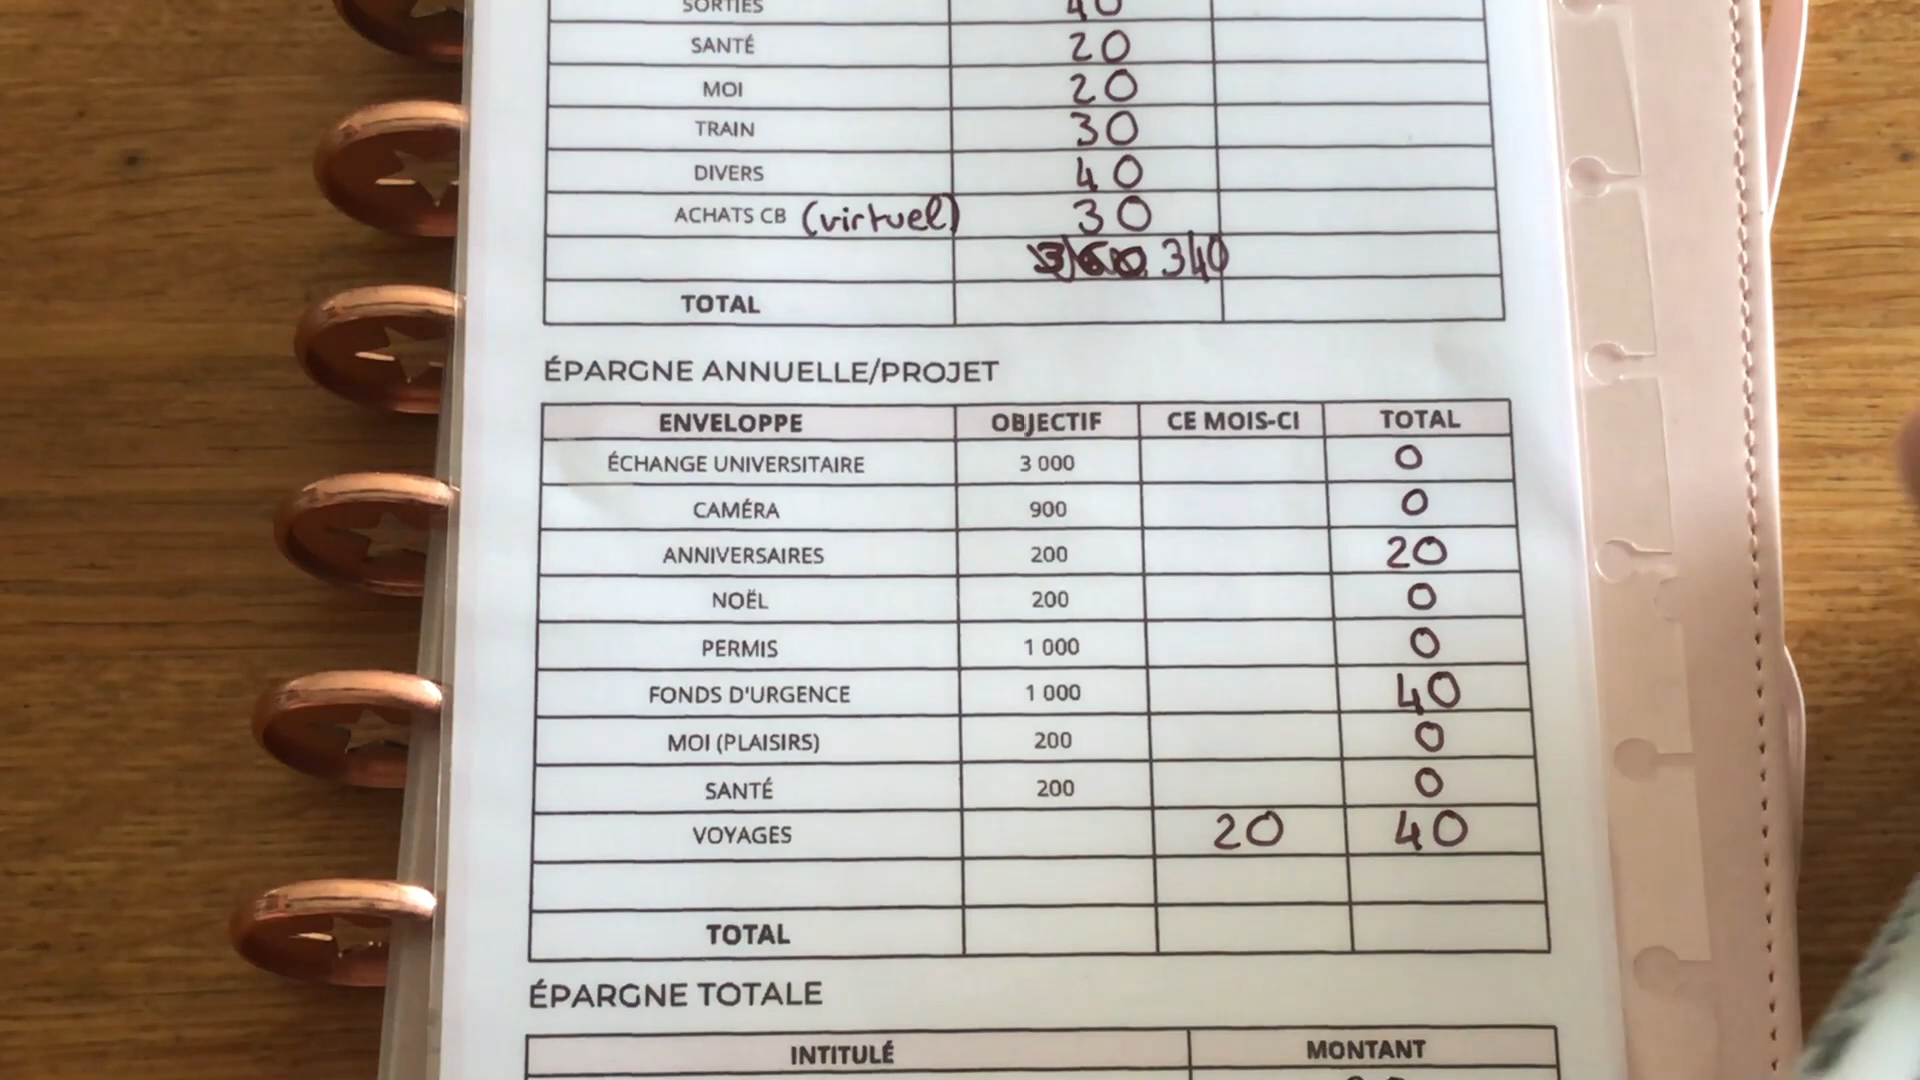 SORTIES 40
SANTÉ 20
MOI 20
TRAIN 30
DIVERS 40
ACHATS CB (virtuel) 30
340
TOTAL
ÉPARGNE ANNUELLE/PROJET
ENVELOPPE OBJECTIF CE MOIS-CI TOTAL
ÉCHANGE UNIVERSITAIRE 3 000 0
CAMÉRA 900 0
ANNIVERSAIRES 200 20
NOËL 200 0
PERMIS 1 000 0
FONDS D'URGENCE 1 000 40
MOI (PLAISIRS) 200 0
SANTÉ 200 0
VOYAGES 20 40
TOTAL
ÉPARGNE TOTALE
INTITULÉ MONTANT